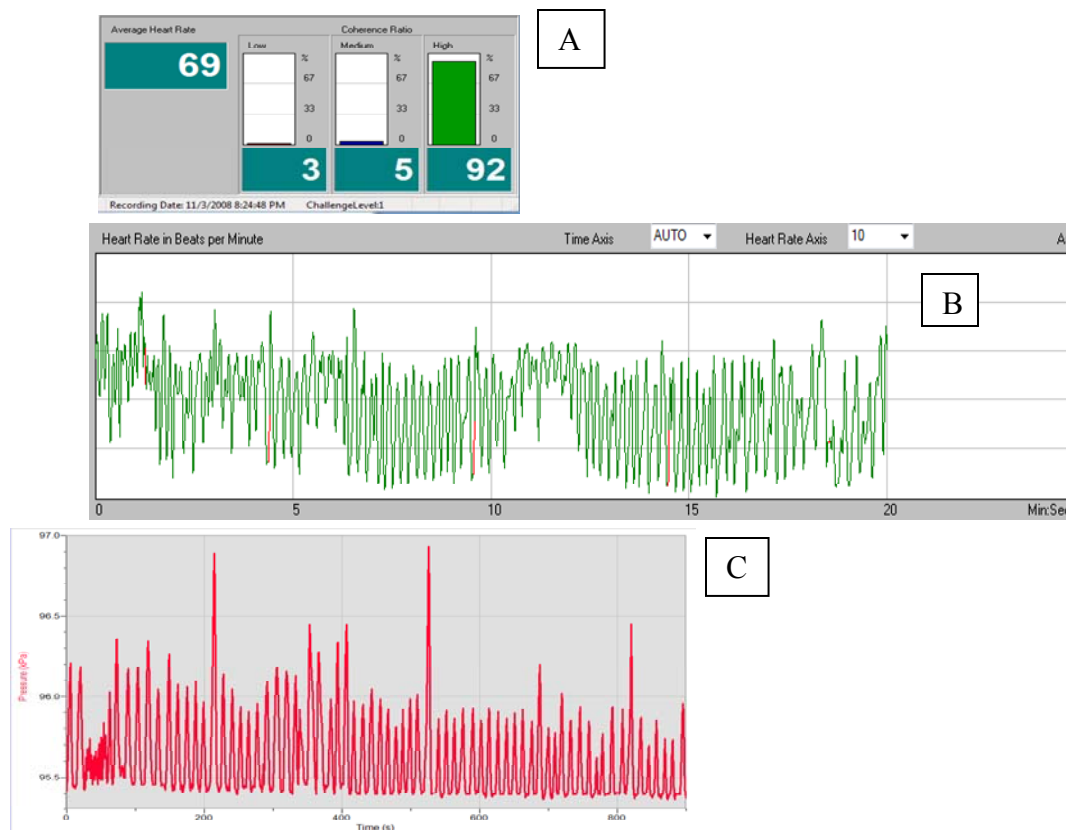 Average Heart Rate
Coherence Ratio
A
Low
Medium
High
69
%
67
33
0
%
67
33
0
%
67
33
0
3
5
92
Recording Date: 11/3/2008 8:24:48 PM ChallengeLevel:1
Heart Rate in Beats per Minute
Time Axis
AUTO
Heart Rate Axis
10
A
B
0
5
10
15
20
Min:Sec
C
97.0
96.5
96.0
95.5
Pressure (kPa)
0
200
400
600
800
Time (s)